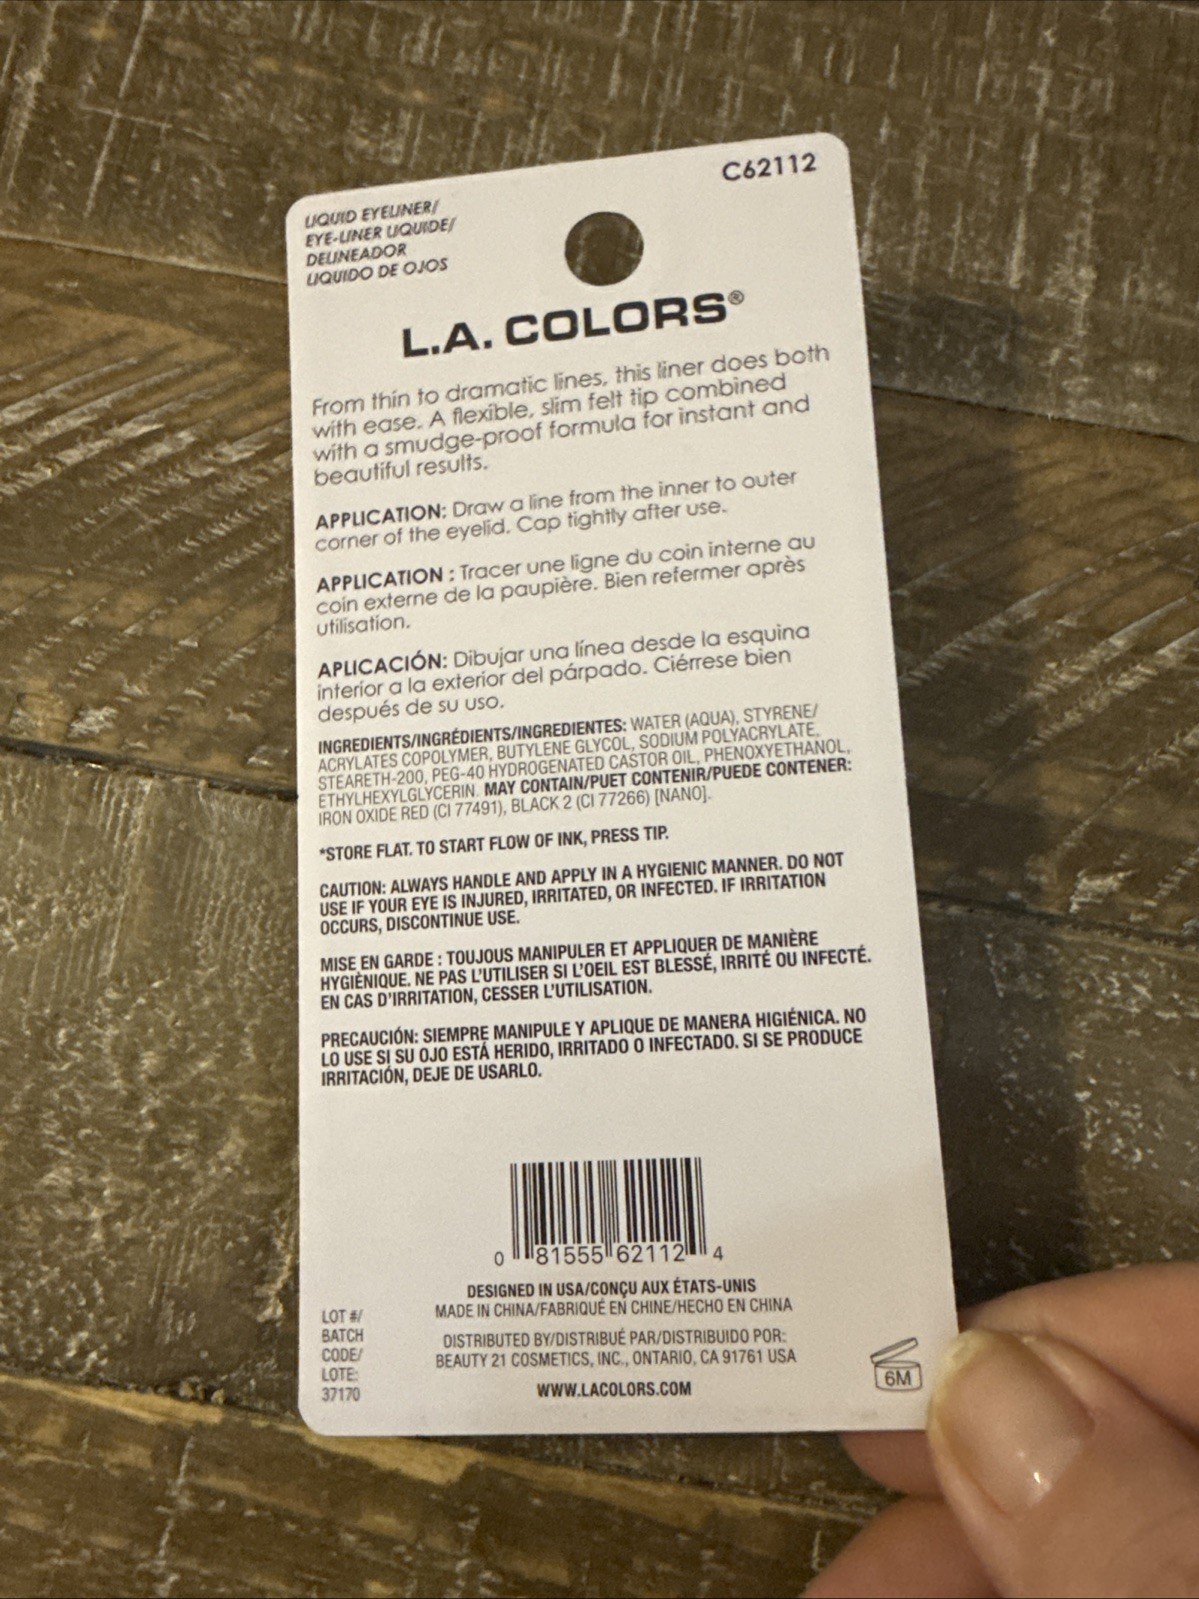 C62112
LIQUID EYELINER/
EYE-LINER LIQUIDE/
DELINEADOR
LIQUIDO DE OJOS
L.A. COLORS®
From thin to dramatic lines, this liner does both
with ease. A flexible, slim felt tip combined
with a smudge-proof formula for instant and
beautiful results.
APPLICATION: Draw a line from the inner to outer
corner of the eyelid. Cap tightly after use.
APPLICATION : Tracer une ligne du coin interne au
coin externe de la paupière. Bien refermer après
utilisation.
APLICACIÓN: Dibujar una línea desde la esquina
interior a la exterior del párpado. Ciérrese bien
después de su uso.
INGREDIENTS/INGRÉDIENTS/INGREDIENTES: WATER (AQUA), STYRENE/
ACRYLATES COPOLYMER, BUTYLENE GLYCOL, SODIUM POLYACRYLATE,
STEARETH-200, PEG-40 HYDROGENATED CASTOR OIL, PHENOXYETHANOL,
ETHYLHEXYLGLYCERIN. MAY CONTAIN/PUET CONTENIR/PUEDE CONTENER:
IRON OXIDE RED (CI 77491), BLACK 2 (CI 77266) [NANO].
*STORE FLAT. TO START FLOW OF INK, PRESS TIP.
CAUTION: ALWAYS HANDLE AND APPLY IN A HYGIENIC MANNER. DO NOT
USE IF YOUR EYE IS INJURED, IRRITATED, OR INFECTED. IF IRRITATION
OCCURS, DISCONTINUE USE.
MISE EN GARDE : TOUJOUS MANIPULER ET APPLIQUER DE MANIÈRE
HYGIÈNIQUE. NE PAS L'UTILISER SI L'OEIL EST BLESSÉ, IRRITÉ OU INFECTÉ.
EN CAS D'IRRITATION, CESSER L'UTILISATION.
PRECAUCIÓN: SIEMPRE MANIPULE Y APLIQUE DE MANERA HIGIÉNICA. NO
LO USE SI SU OJO ESTÁ HERIDO, IRRITADO O INFECTADO. SI SE PRODUCE
IRRITACIÓN, DEJE DE USARLO.
0 81555 62112 4
DESIGNED IN USA/CONÇU AUX ÉTATS-UNIS
MADE IN CHINA/FABRIQUÉ EN CHINE/HECHO EN CHINA
DISTRIBUTED BY/DISTRIBUÉ PAR/DISTRIBUIDO POR:
BEAUTY 21 COSMETICS, INC., ONTARIO, CA 91761 USA
WWW.LACOLORS.COM
LOT #/
BATCH
CODE/
LOTE:
37170
6M